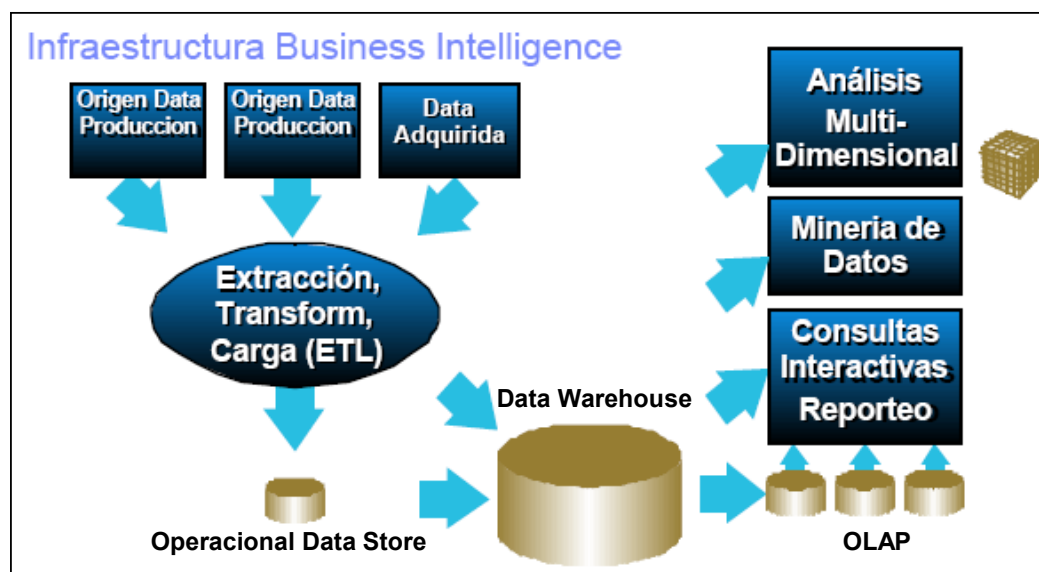 Infraestructura Business Intelligence
Origen Data
Produccion
Origen Data
Produccion
Data
Adquirida
Extracción,
Transform,
Carga (ETL)
Operacional Data Store
Data Warehouse
Análisis
Multi-
Dimensional
Mineria de
Datos
Consultas
Interactivas
Reporteo
OLAP